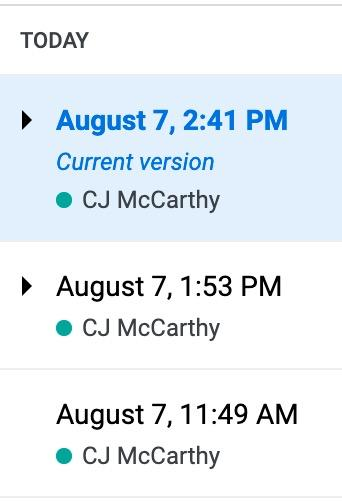 TODAY
August 7, 2:41 PM
Current version
CJ McCarthy
August 7, 1:53 PM
CJ McCarthy
August 7, 11:49 AM
CJ McCarthy